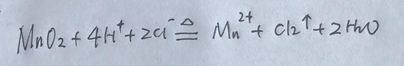 MnO₂ + 4H⁺ + 2Cl⁻ ≜ Mn²⁺ + Cl₂↑ + 2H₂O